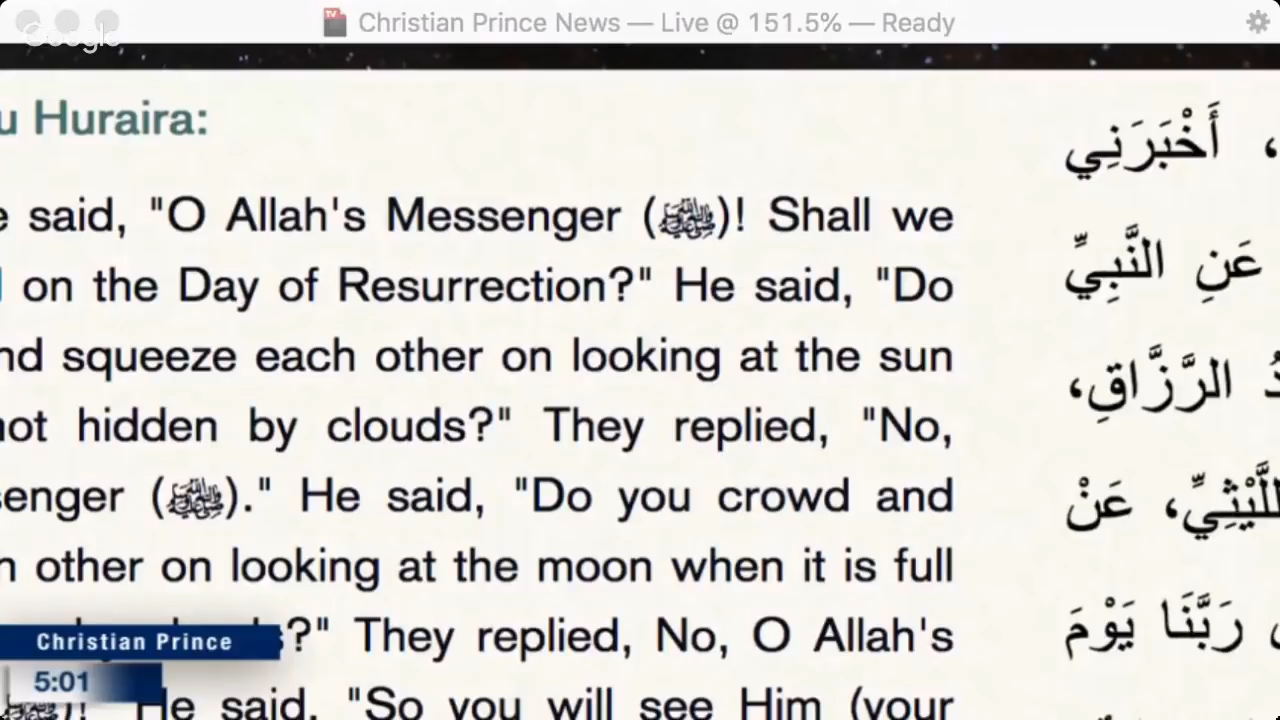 Christian Prince News — Live @ 151.5% — Ready
Google
Huraira:
said, "O Allah's Messenger (ﷺ)! Shall we
on the Day of Resurrection?" He said, "Do
squeeze each other on looking at the sun
hidden by clouds?" They replied, "No,
(ﷺ)." He said, "Do you crowd and
other on looking at the moon when it is full
?" They replied, No, O Allah's
He said, "So you will see Him (your
، أَخْبَرَنِي
عَنِ النَّبِيِّ
الرَّزَّاقِ،
اللَّيْثِيِّ، عَنْ
رَبَّنَا يَوْمَ
Christian Prince
5:01